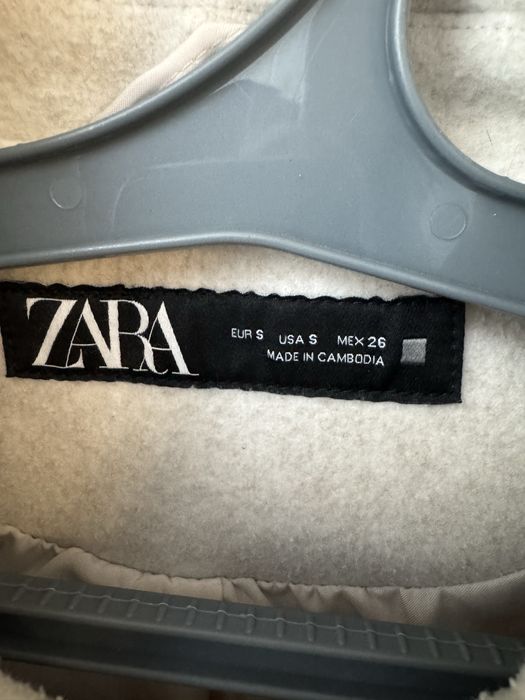 ZARA
EUR S USA S MEX 26
MADE IN CAMBODIA